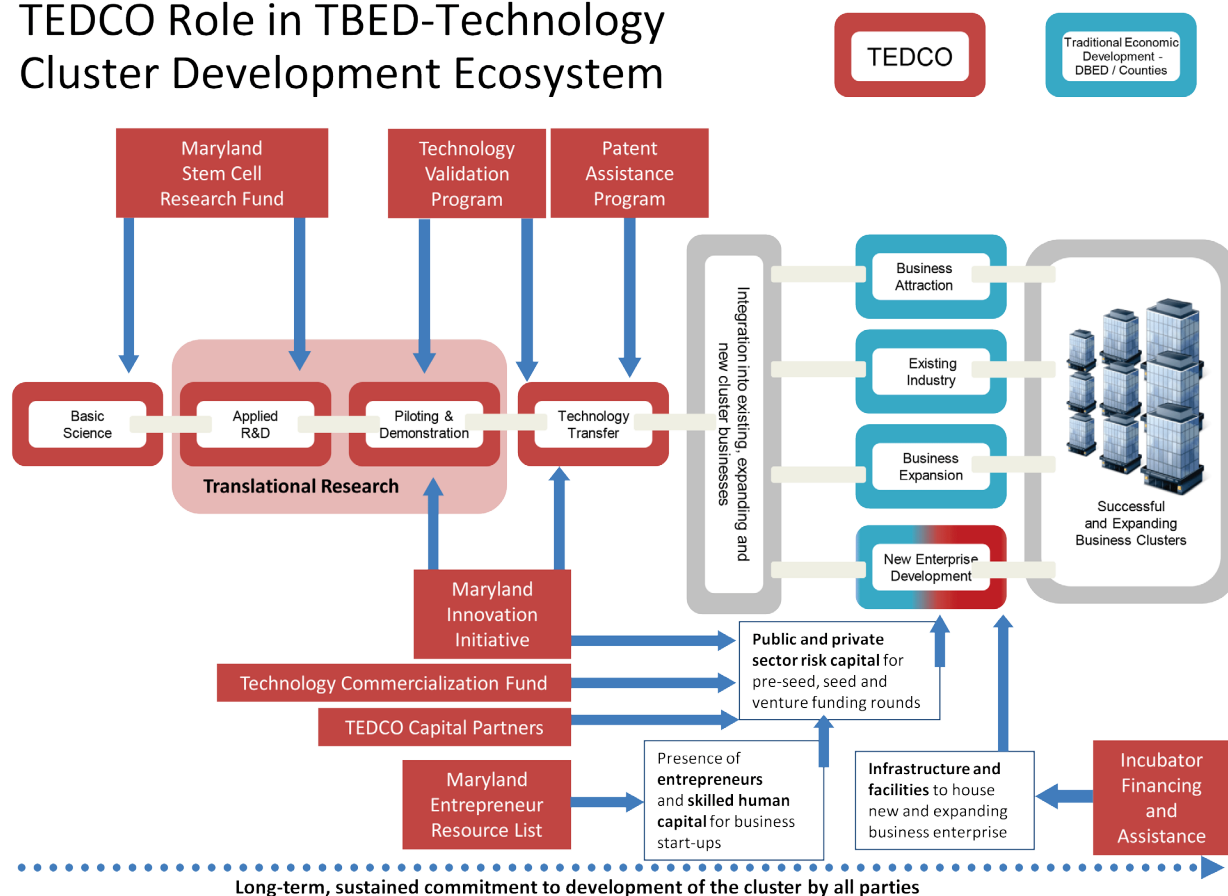 TEDCO Role in TBED-Technology
Cluster Development Ecosystem
TEDCO
Traditional Economic
Development -
DBED / Counties
Maryland
Stem Cell
Research Fund
Technology
Validation
Program
Patent
Assistance
Program
Basic
Science
Applied
R&D
Piloting &
Demonstration
Technology
Transfer
Translational Research
Integration into existing, expanding and
new cluster businesses
Business
Attraction
Existing
Industry
Business
Expansion
New Enterprise
Development
Successful
and Expanding
Business Clusters
Maryland
Innovation
Initiative
Technology Commercialization Fund
TEDCO Capital Partners
Maryland
Entrepreneur
Resource List
Public and private
sector risk capital for
pre-seed, seed and
venture funding rounds
Presence of
entrepreneurs
and skilled human
capital for business
start-ups
Infrastructure and
facilities to house
new and expanding
business enterprise
Incubator
Financing
and
Assistance
Long-term, sustained commitment to development of the cluster by all parties